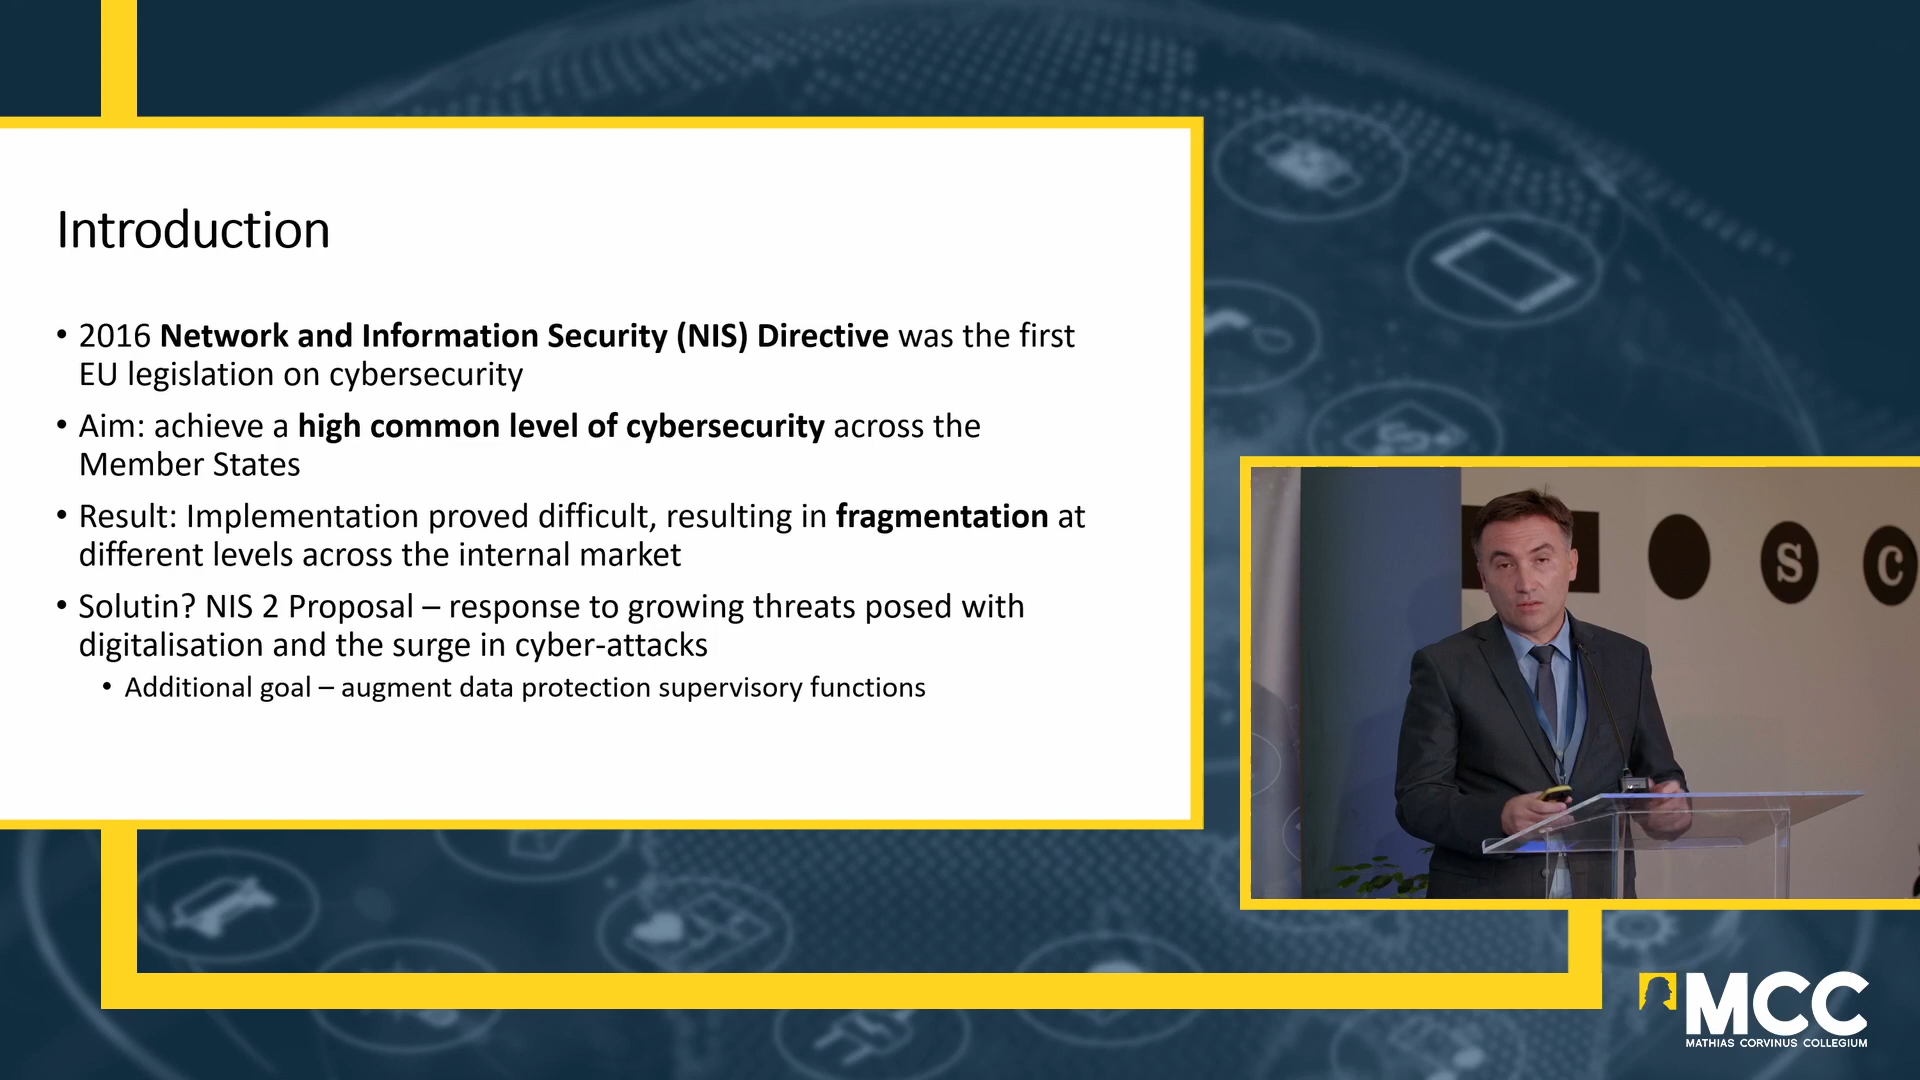 Introduction
• 2016 Network and Information Security (NIS) Directive was the first
EU legislation on cybersecurity
• Aim: achieve a high common level of cybersecurity across the
Member States
• Result: Implementation proved difficult, resulting in fragmentation at
different levels across the internal market
• Solutin? NIS 2 Proposal – response to growing threats posed with
digitalisation and the surge in cyber-attacks
• Additional goal – augment data protection supervisory functions
S C
MCC
MATHIAS CORVINUS COLLEGIUM